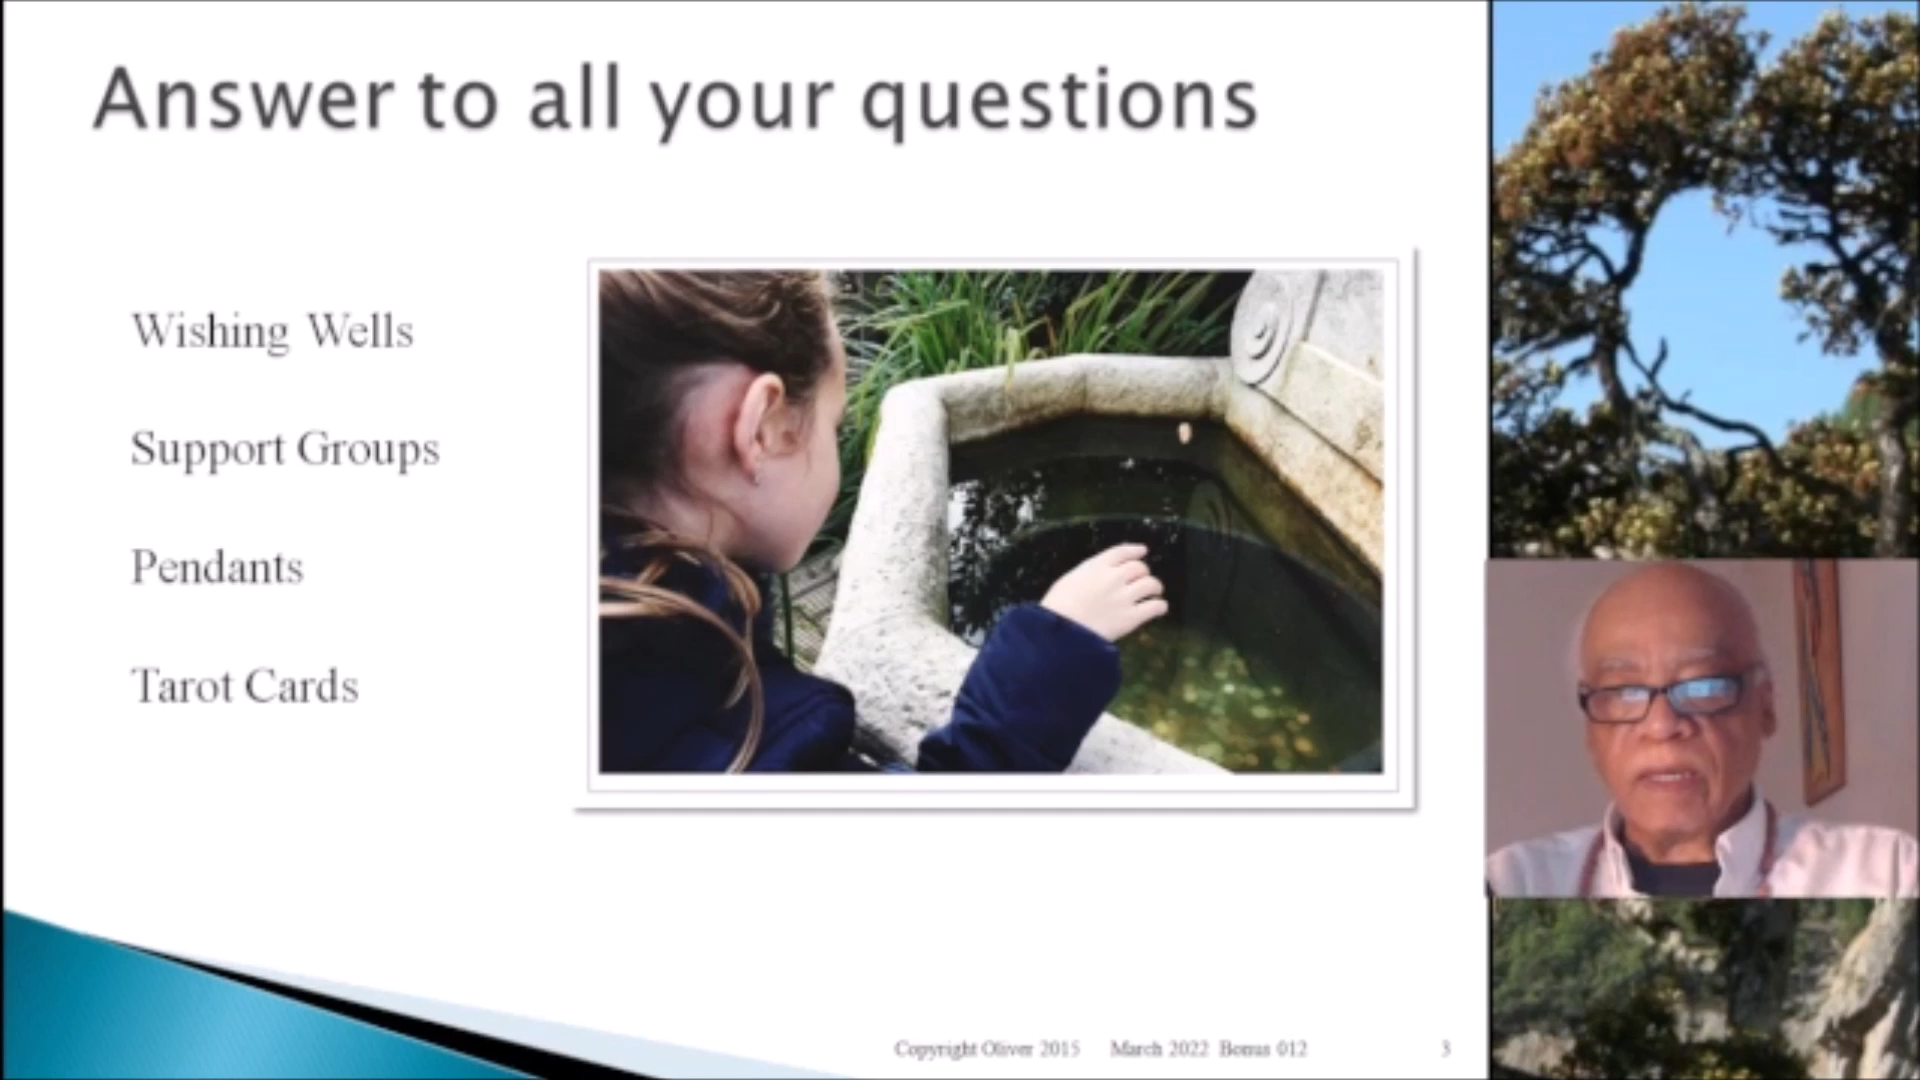 Answer to all your questions
Wishing Wells
Support Groups
Pendants
Tarot Cards
Copyright Oliver 2015 March 2022 Bonus 012 3